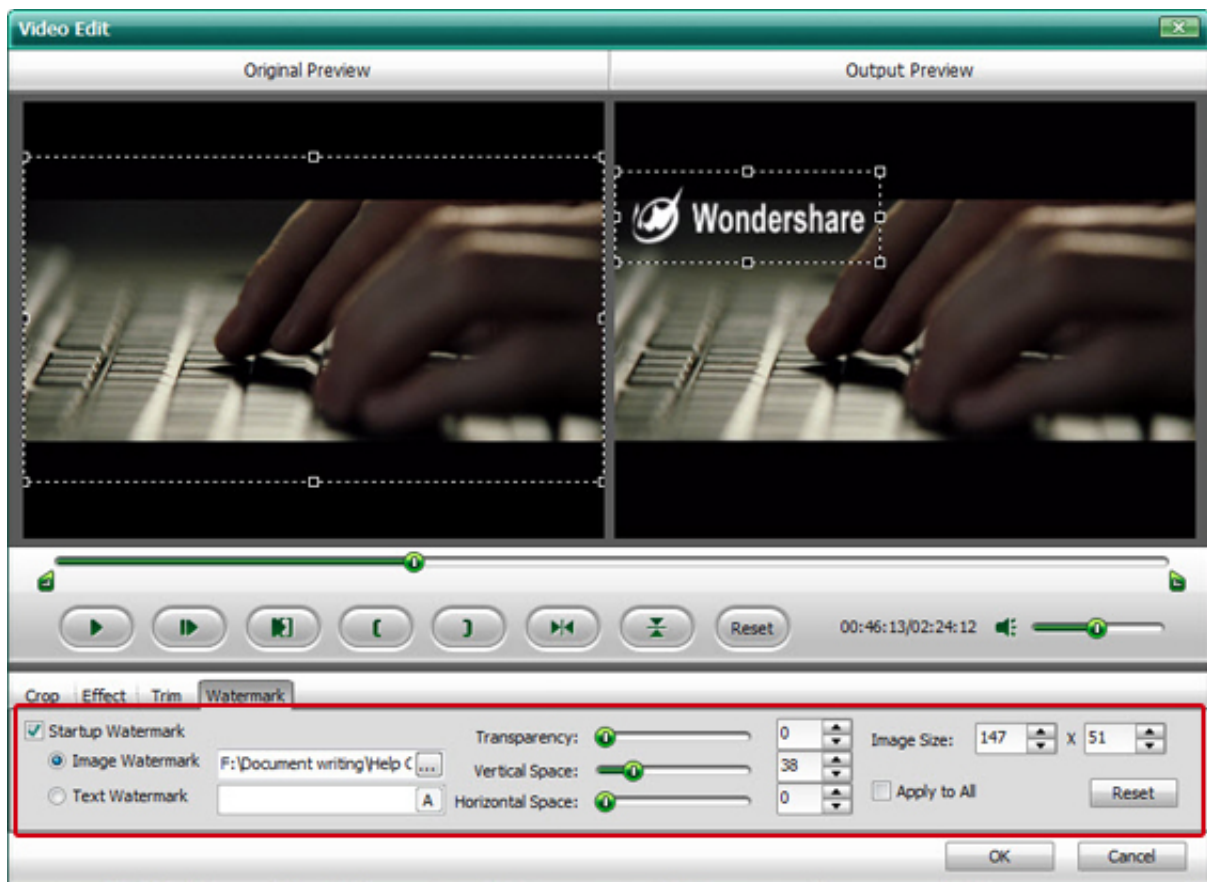 Video Edit
Original Preview Output Preview
Wondershare
Reset 00:46:13/02:24:12
Crop Effect Trim Watermark
Startup Watermark
Transparency: 0
Image Size: 147 X 51
Image Watermark F:\Document writing\Help C ...
Vertical Space: 38
Text Watermark A
Horizontal Space: 0
Apply to All Reset
OK Cancel